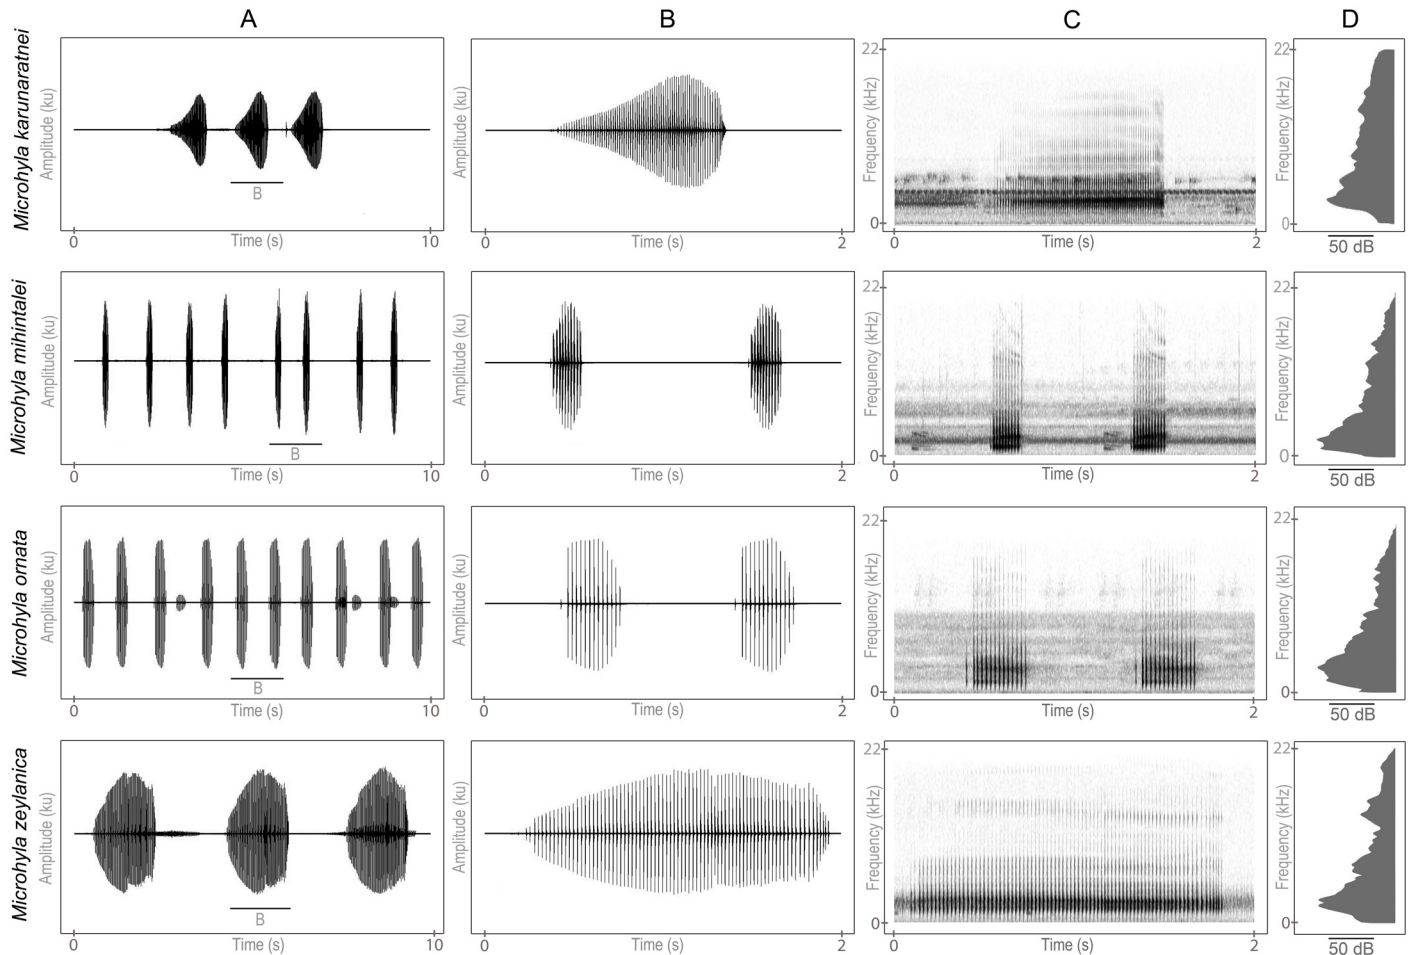 A B C D
Microhyla karunaratnei
Amplitude (ku)
B
0 Time (s) 10
Amplitude (ku)
0 Time (s) 2
22
Frequency (kHz)
0
0 Time (s) 2
22
Frequency (kHz)
0
50 dB
Microhyla mihintalei
Amplitude (ku)
B
0 Time (s) 10
Amplitude (ku)
0 Time (s) 2
22
Frequency (kHz)
0
0 Time (s) 2
22
Frequency (kHz)
0
50 dB
Microhyla ornata
Amplitude (ku)
B
0 Time (s) 10
Amplitude (ku)
0 Time (s) 2
22
Frequency (kHz)
0
0 Time (s) 2
22
Frequency (kHz)
0
50 dB
Microhyla zeylanica
Amplitude (ku)
B
0 Time (s) 10
Amplitude (ku)
0 Time (s) 2
22
Frequency (kHz)
0
0 Time (s) 2
22
Frequency (kHz)
0
50 dB